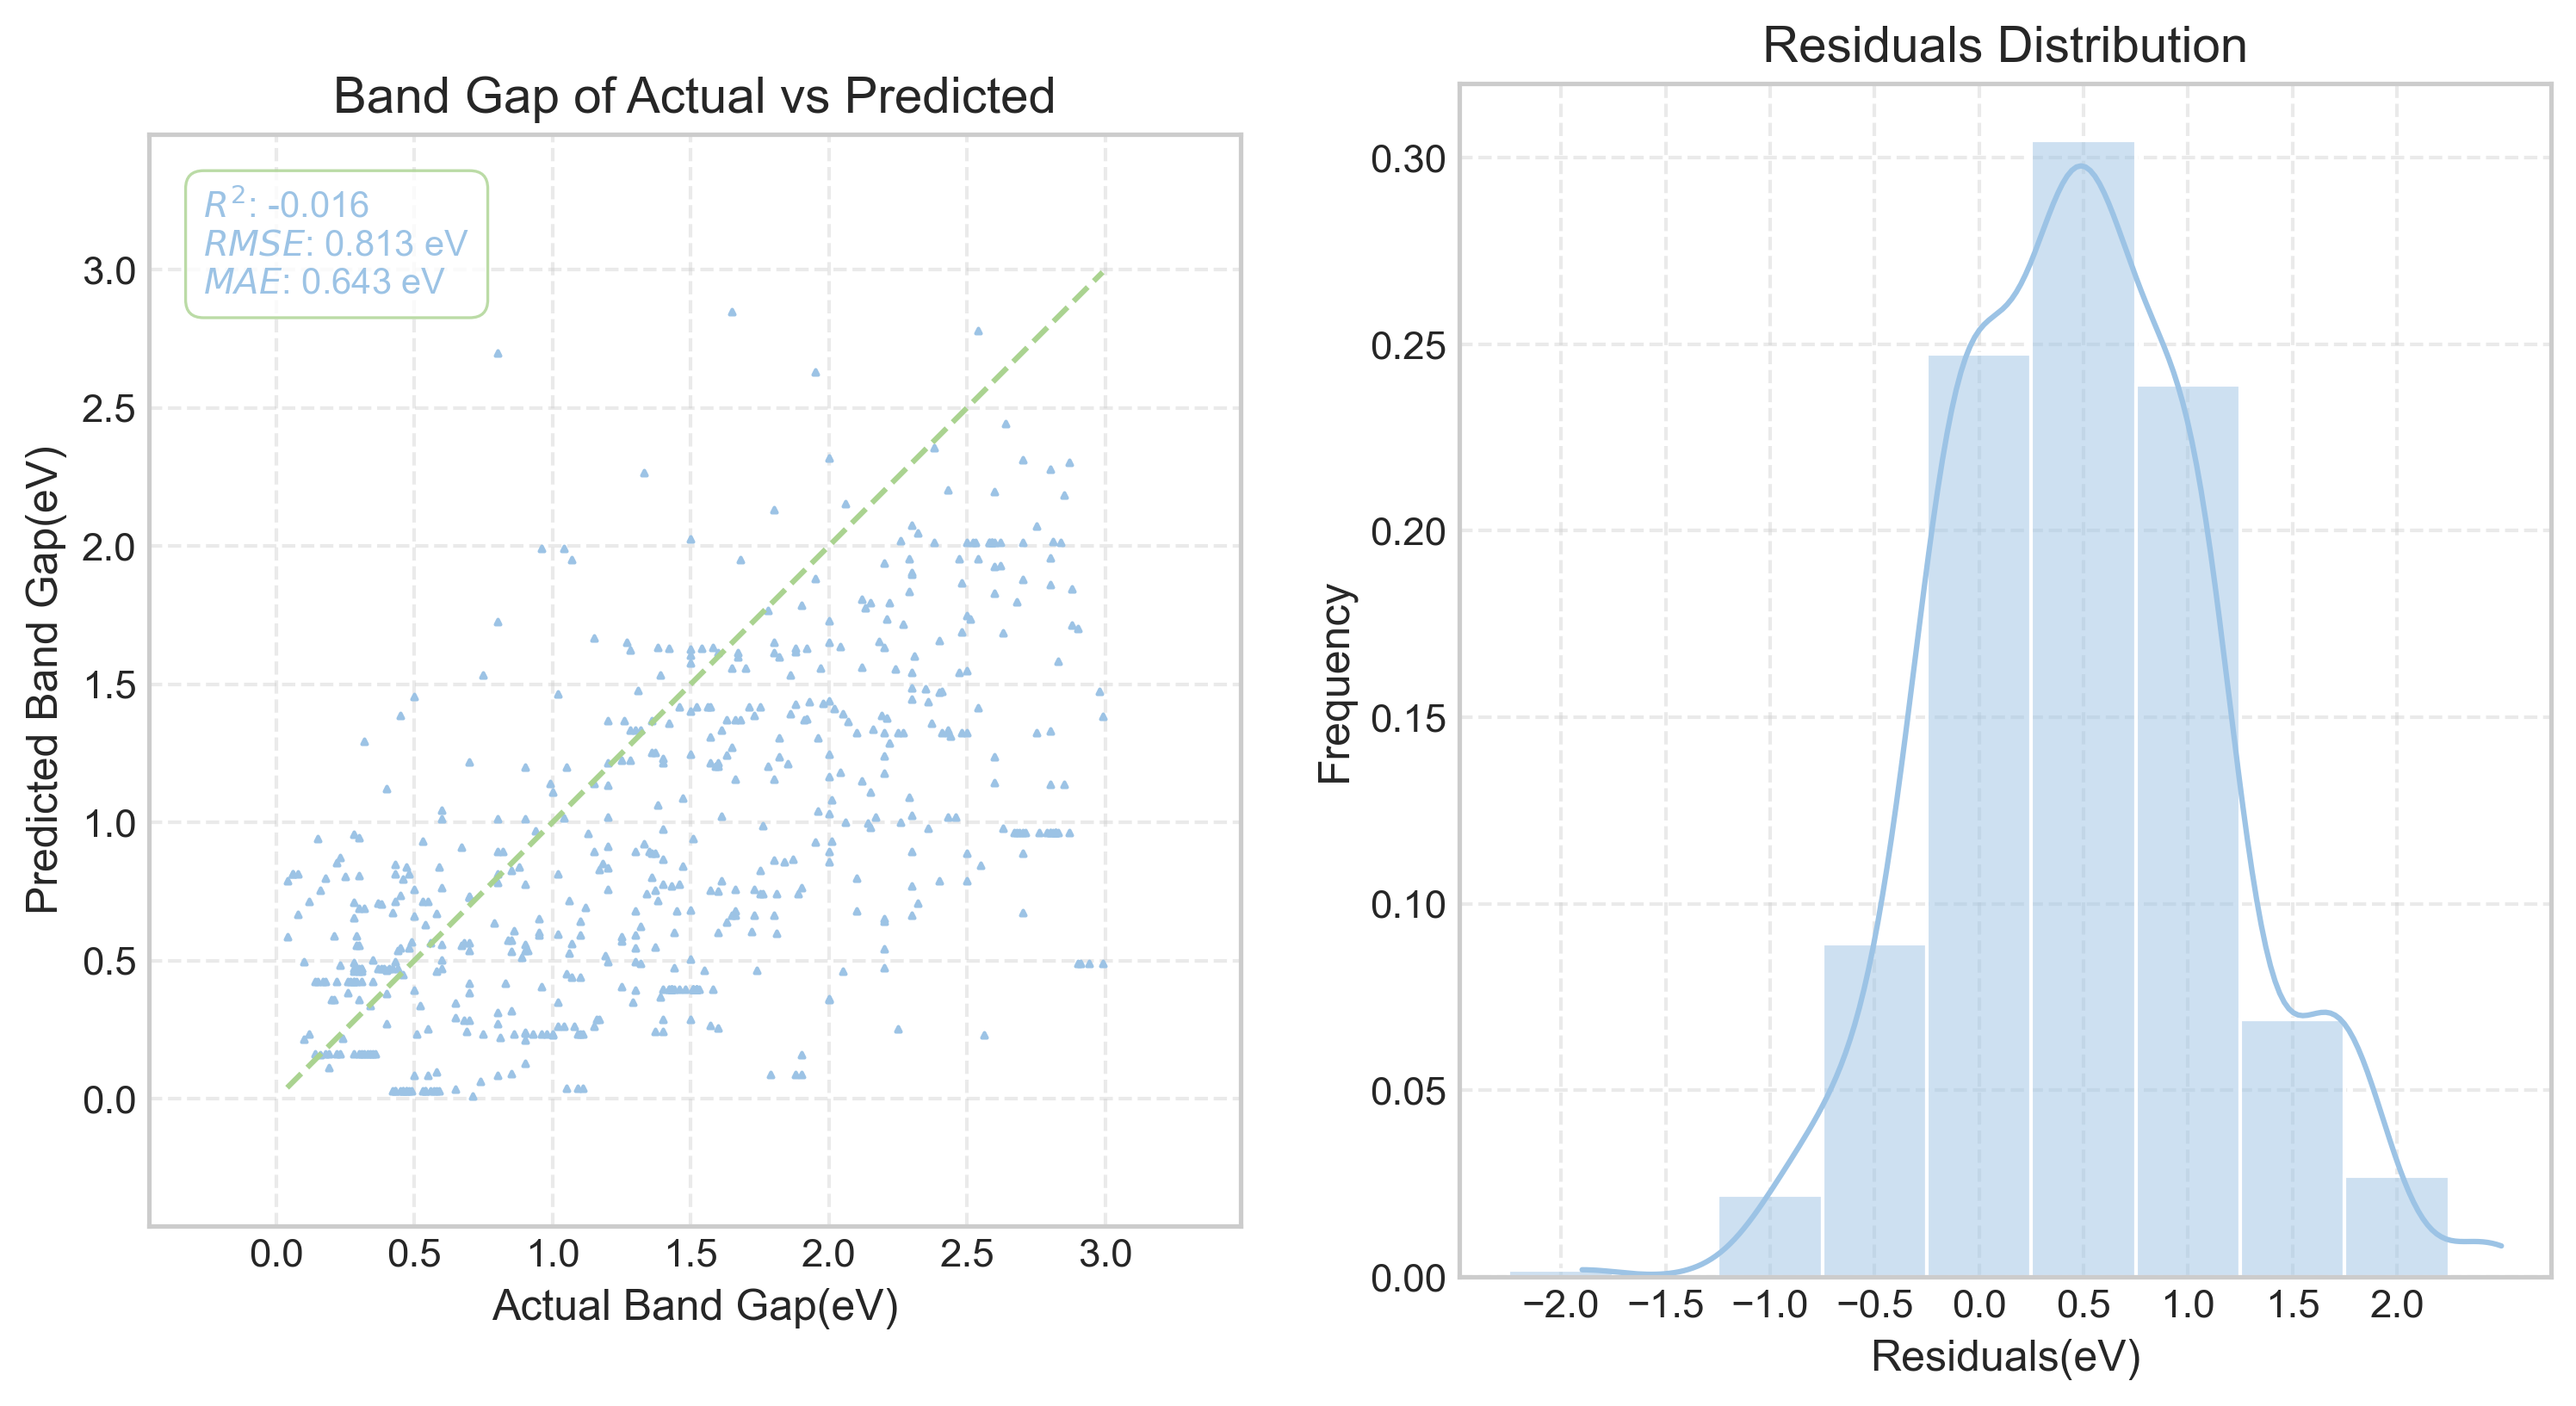 Band Gap of Actual vs Predicted
R²: -0.016
RMSE: 0.813 eV
MAE: 0.643 eV
Predicted Band Gap(eV)
3.0
2.5
2.0
1.5
1.0
0.5
0.0
0.0 0.5 1.0 1.5 2.0 2.5 3.0
Actual Band Gap(eV)
Residuals Distribution
Frequency
0.30
0.25
0.20
0.15
0.10
0.05
0.00
−2.0 −1.5 −1.0 −0.5 0.0 0.5 1.0 1.5 2.0
Residuals(eV)